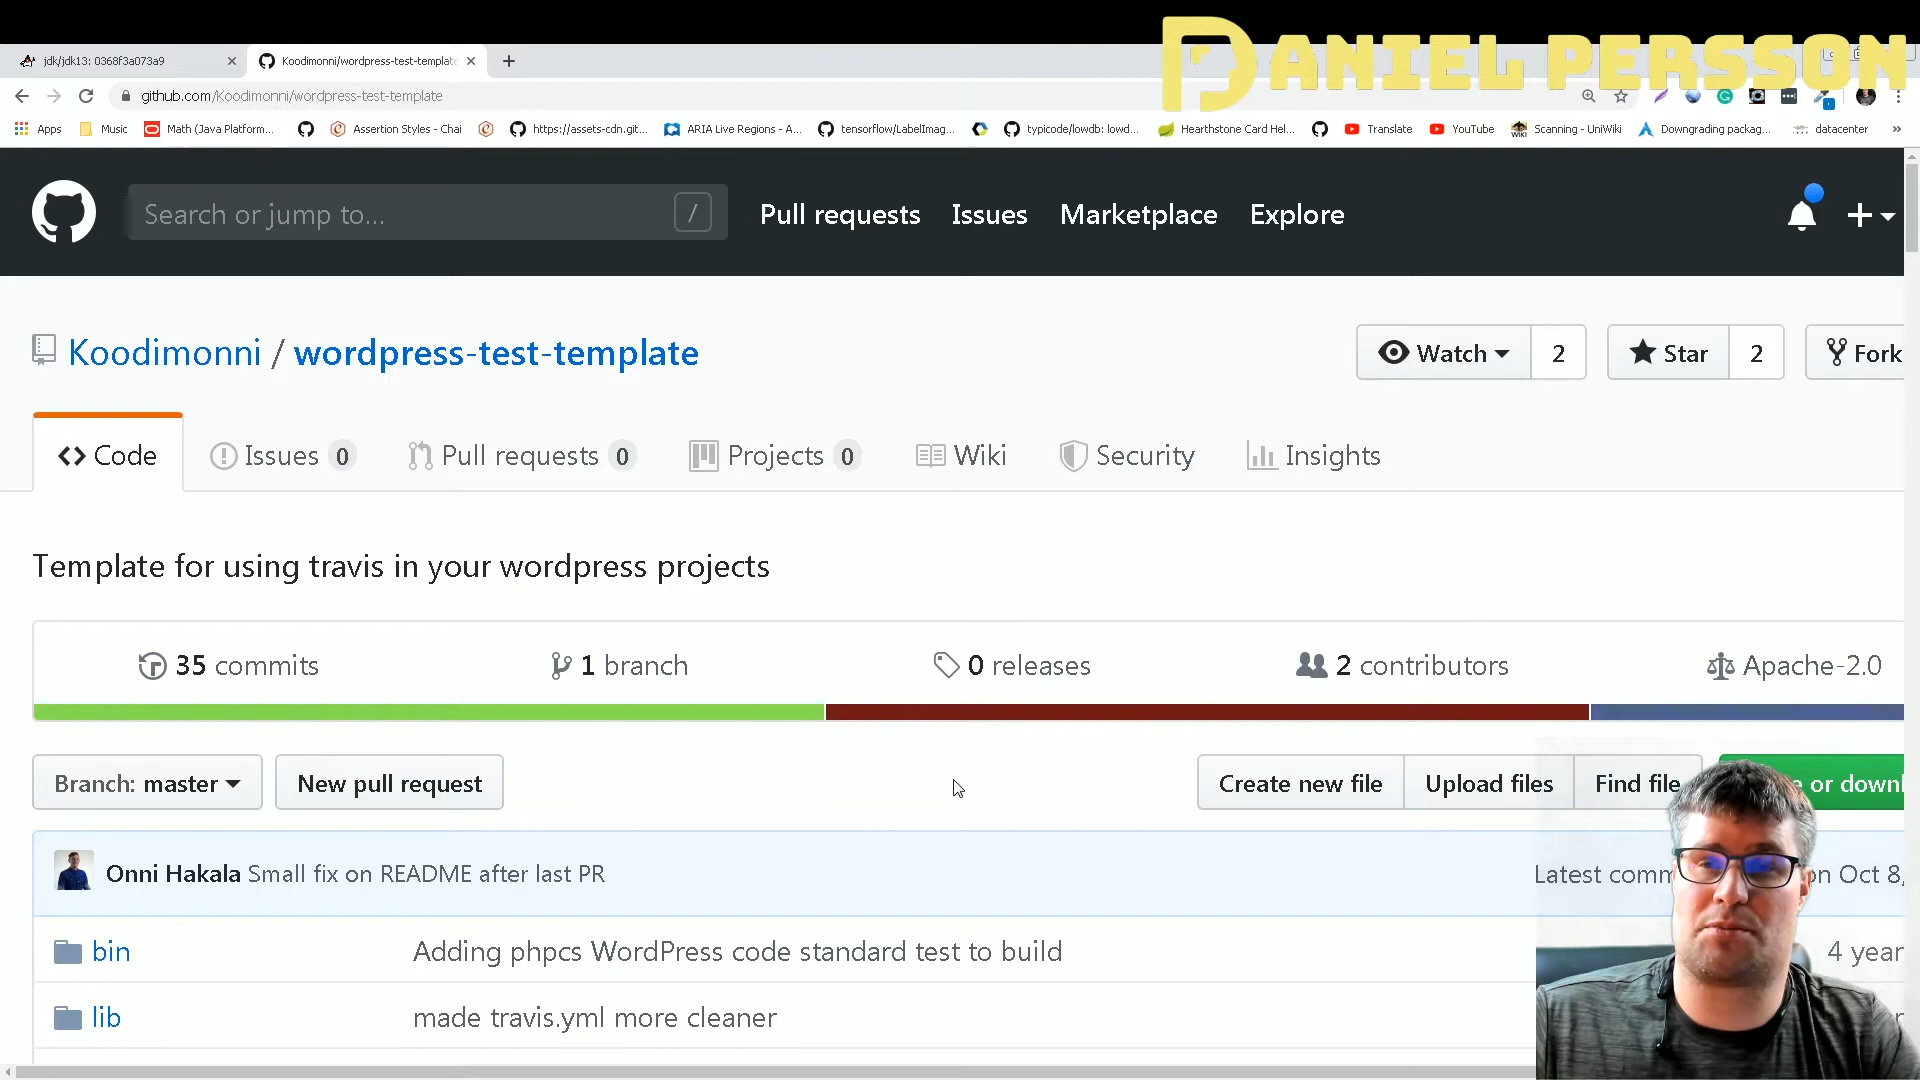 DANIEL PERSSON
jdk/jdk13: 0368f3a073a9
Koodimonni/wordpress-test-template
github.com/Koodimonni/wordpress-test-template
Apps Music Math (Java Platform... Assertion Styles - Chai https://assets-cdn.git... ARIA Live Regions - A... tensorflow/LabelImag... typicode/lowdb: lowd... Hearthstone Card Hel... Translate YouTube Scanning - UniWiki Downgrading packag... datacenter »
Search or jump to... / Pull requests Issues Marketplace Explore
Koodimonni / wordpress-test-template Watch 2 Star 2 Fork
Code Issues 0 Pull requests 0 Projects 0 Wiki Security Insights
Template for using travis in your wordpress projects
35 commits 1 branch 0 releases 2 contributors Apache-2.0
Branch: master New pull request Create new file Upload files Find file or downl
Onni Hakala Small fix on README after last PR Latest comm on Oct 8,
bin Adding phpcs WordPress code standard test to build 4 year
lib made travis.yml more cleaner